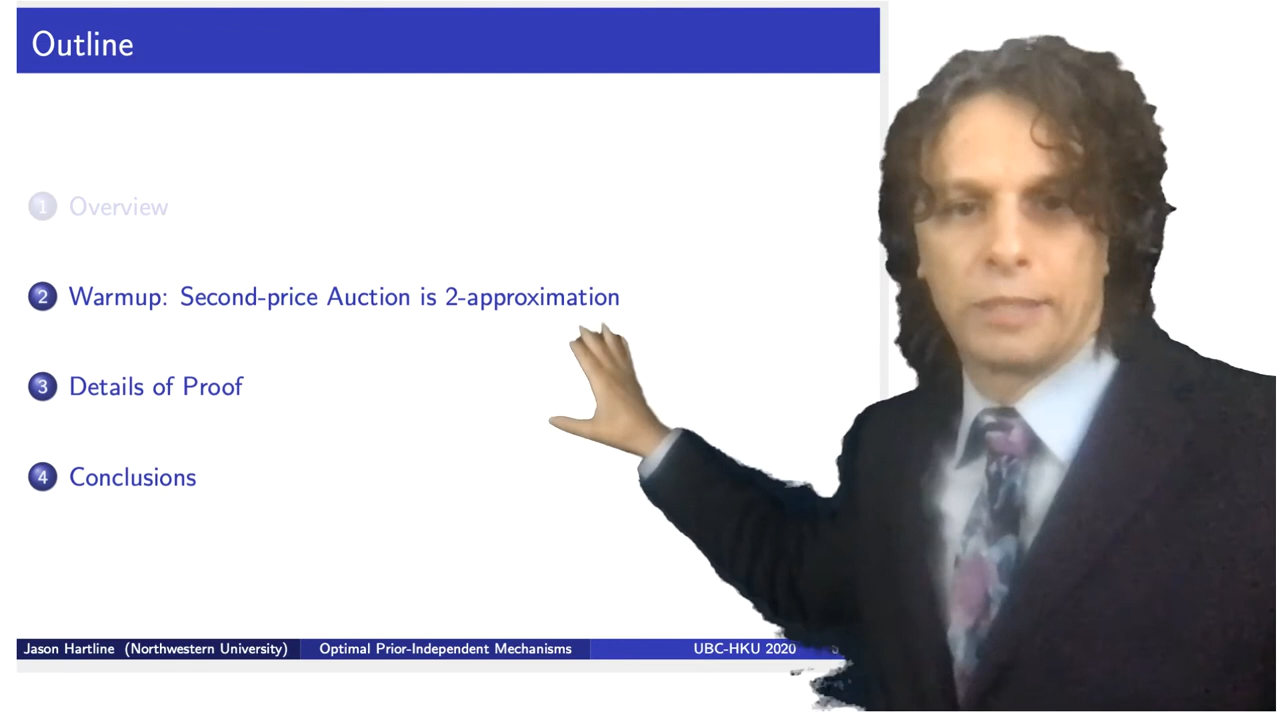 Outline
1 Overview
2 Warmup: Second-price Auction is 2-approximation
3 Details of Proof
4 Conclusions
Jason Hartline (Northwestern University) Optimal Prior-Independent Mechanisms UBC-HKU 2020